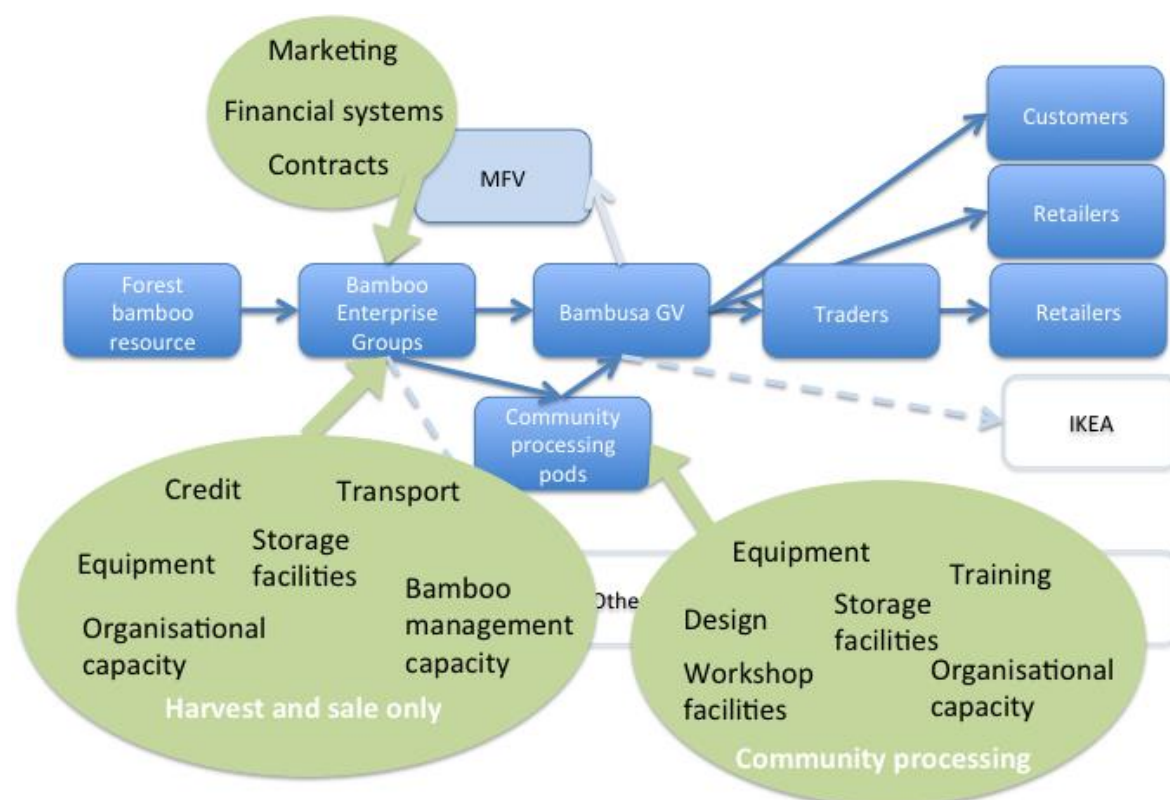 Marketing
Financial systems
Contracts
MFV
Customers
Retailers
Forest
bamboo
resource
Bamboo
Enterprise
Groups
Bambusa GV
Traders
Retailers
Community
processing
pods
IKEA
Credit
Transport
Equipment
Storage
facilities
Organisational
capacity
Bamboo
management
capacity
Harvest and sale only
Equipment
Training
Design
Storage
facilities
Workshop
facilities
Organisational
capacity
Community processing